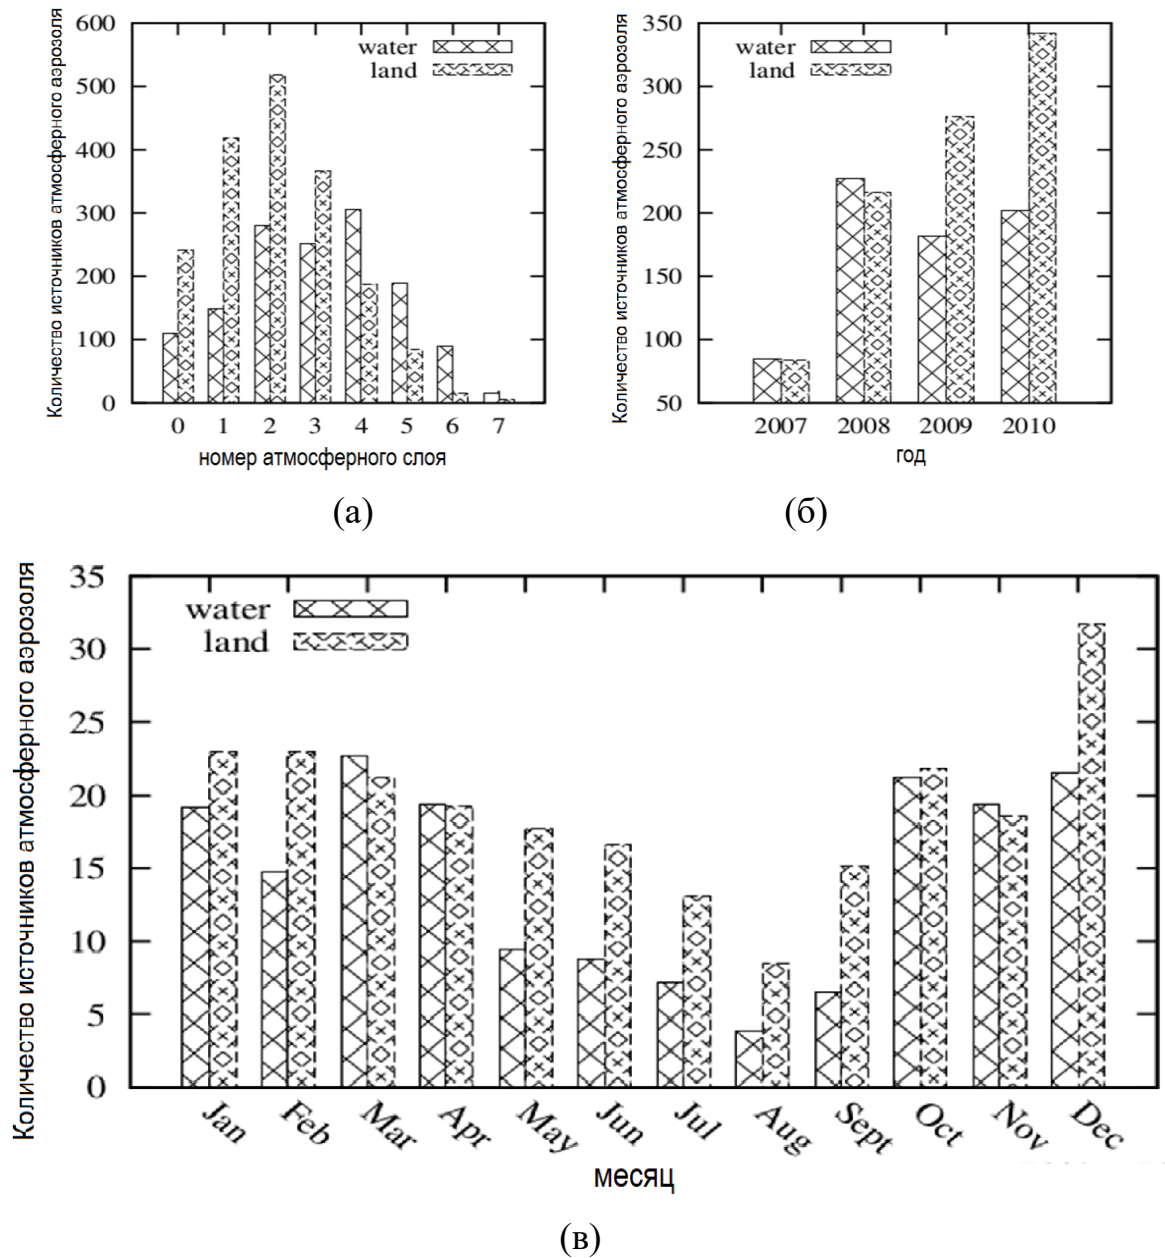 Количество источников атмосферного аэрозоля
600
500
400
300
200
100
0
water
land
0 1 2 3 4 5 6 7
номер атмосферного слоя
(а)
Количество источников атмосферного аэрозоля
350
300
250
200
150
100
50
water
land
2007 2008 2009 2010
год
(б)
Количество источников атмосферного аэрозоля
35
30
25
20
15
10
5
0
water
land
Jan Feb Mar Apr May Jun Jul Aug Sept Oct Nov Dec
месяц
(в)